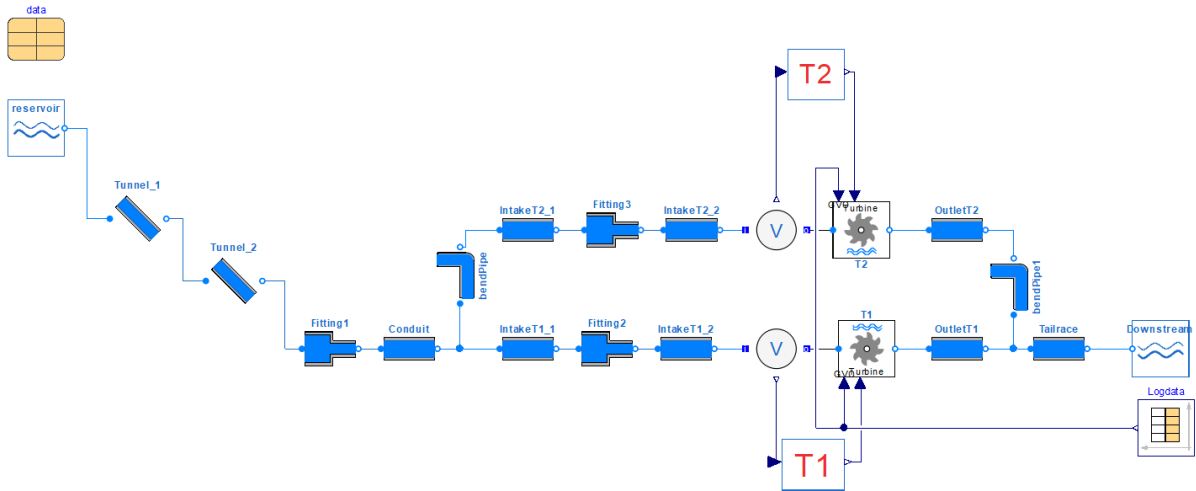 data
T2
reservoir
Tunnel_1
IntakeT2_1
Fitting3
IntakeT2_2
V
Turbine
OutletT2
T2
Tunnel_2
bendPipe
bendPipe1
Fitting1
Conduit
IntakeT1_1
Fitting2
IntakeT1_2
V
T1
OutletT1
Tailrace
Downstream
Turbine
Logdata
T1